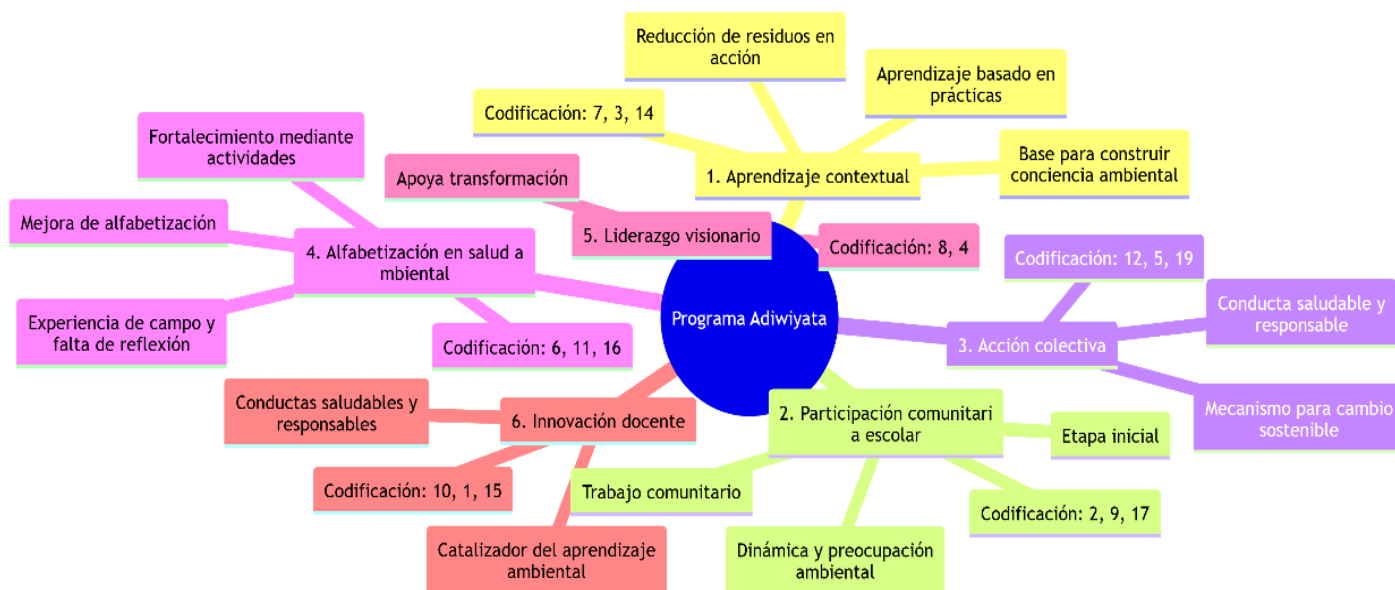 Programa Adiwiyata
1. Aprendizaje contextual
Codificación: 7, 3, 14
Reducción de residuos en
acción
Aprendizaje basado en
prácticas
Base para construir
conciencia ambiental
2. Participación comunitari
a escolar
Trabajo comunitario
Dinámica y preocupación
ambiental
Codificación: 2, 9, 17
Etapa inicial
3. Acción colectiva
Codificación: 12, 5, 19
Conducta saludable y
responsable
Mecanismo para cambio
sostenible
4. Alfabetización en salud a
mbiental
Fortalecimiento mediante
actividades
Mejora de alfabetización
Experiencia de campo y
falta de reflexión
Codificación: 6, 11, 16
5. Liderazgo visionario
Apoya transformación
Codificación: 8, 4
6. Innovación docente
Conductas saludables y
responsables
Codificación: 10, 1, 15
Catalizador del aprendizaje
ambiental